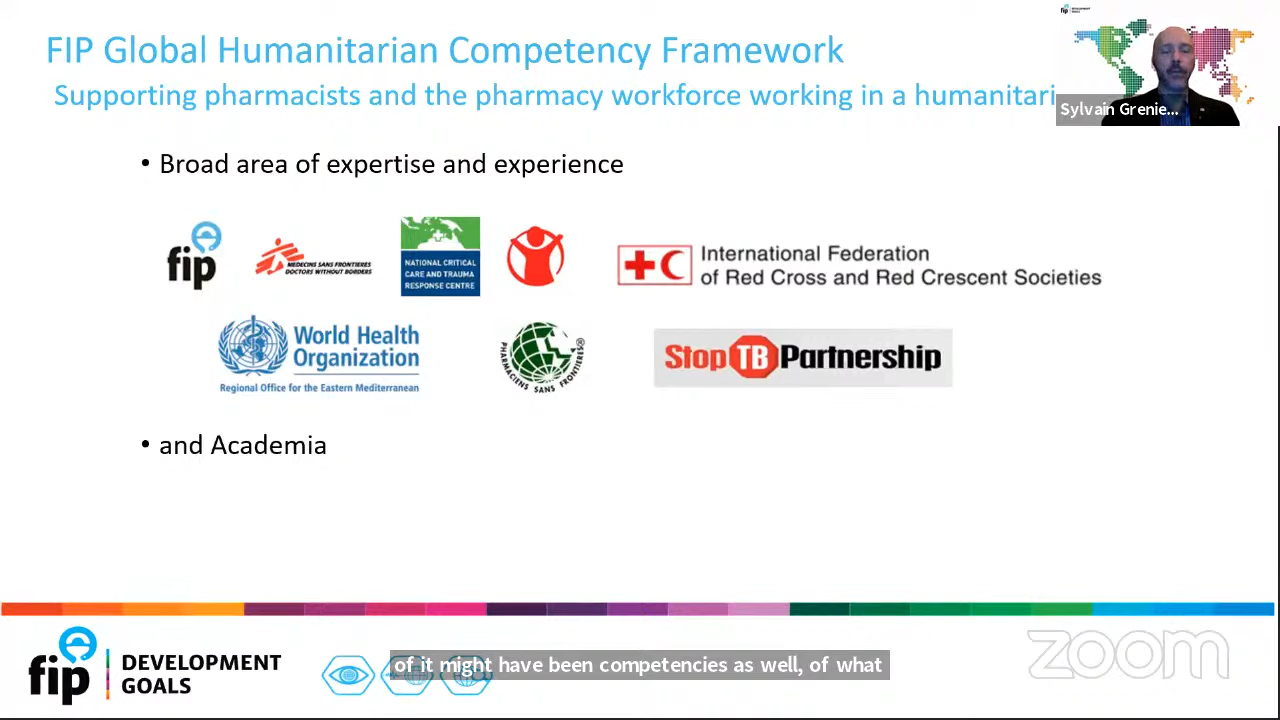 FIP Global Humanitarian Competency Framework
Supporting pharmacists and the pharmacy workforce working in a humanitari
fip DEVELOPMENT GOALS
Sylvain Grenie...
• Broad area of expertise and experience
fip
MEDECINS SANS FRONTIERES
DOCTORS WITHOUT BORDERS
NATIONAL CRITICAL
CARE AND TRAUMA
RESPONSE CENTRE
International Federation
of Red Cross and Red Crescent Societies
World Health
Organization
Regional Office for the Eastern Mediterranean
PHARMACIENS SANS FRONTIERES®
Stop TB Partnership
• and Academia
fip
DEVELOPMENT
GOALS
of it might have been competencies as well, of what
zoom